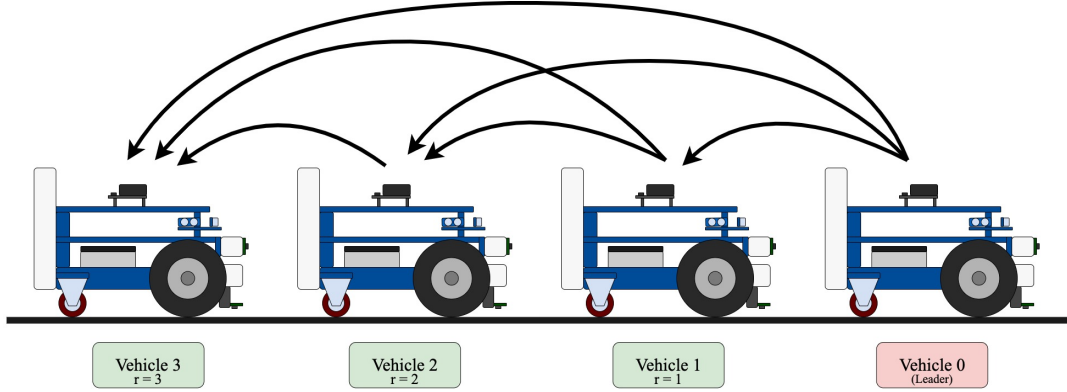 Vehicle 3
r = 3
Vehicle 2
r = 2
Vehicle 1
r = 1
Vehicle 0
(Leader)